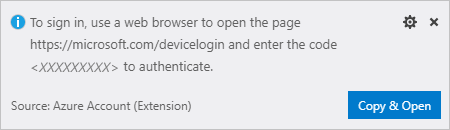 To sign in, use a web browser to open the page
https://microsoft.com/devicelogin and enter the code
<XXXXXXXXX> to authenticate.
Source: Azure Account (Extension)
Copy & Open